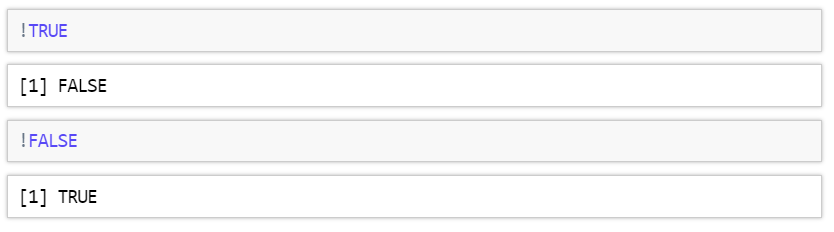 !TRUE
[1] FALSE
!FALSE
[1] TRUE